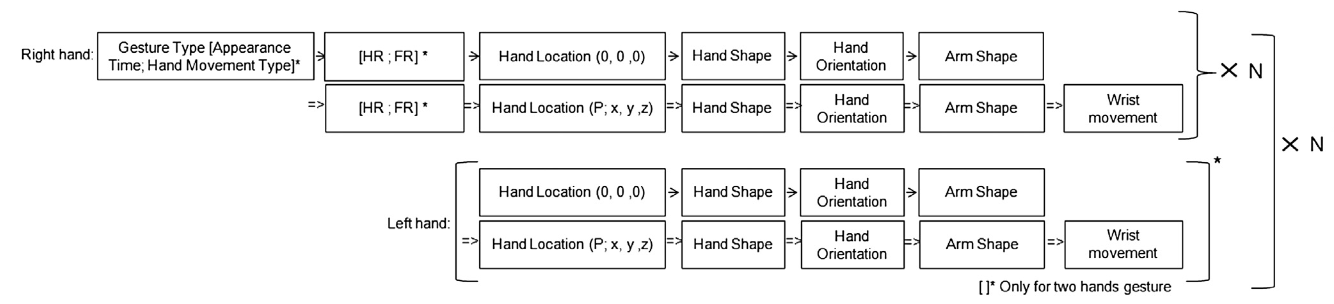 Right hand: Gesture Type [Appearance Time; Hand Movement Type]* → [HR ; FR] * → Hand Location (0, 0 ,0) → Hand Shape → Hand Orientation → Arm Shape
=> [HR ; FR] * => Hand Location (P; x, y ,z) => Hand Shape => Hand Orientation => Arm Shape => Wrist movement
× N
× N
Left hand: Hand Location (0, 0 ,0) → Hand Shape → Hand Orientation → Arm Shape
=> Hand Location (P; x, y ,z) => Hand Shape => Hand Orientation => Arm Shape => Wrist movement
*
[ ]* Only for two hands gesture